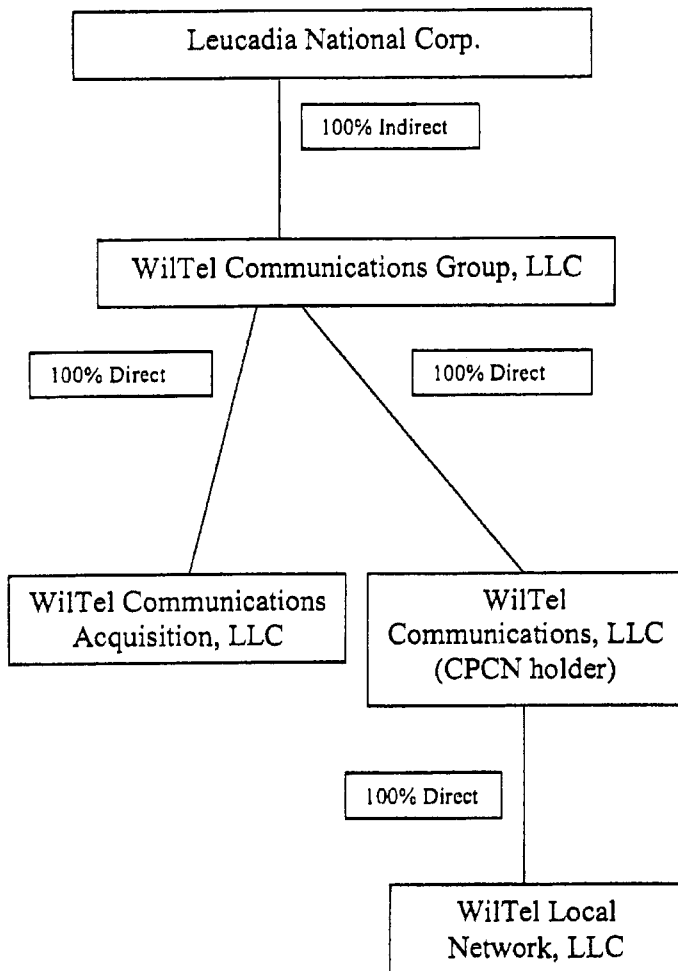 Leucadia National Corp.
100% Indirect
WilTel Communications Group, LLC
100% Direct
100% Direct
WilTel Communications
Acquisition, LLC
WilTel
Communications, LLC
(CPCN holder)
100% Direct
WilTel Local
Network, LLC